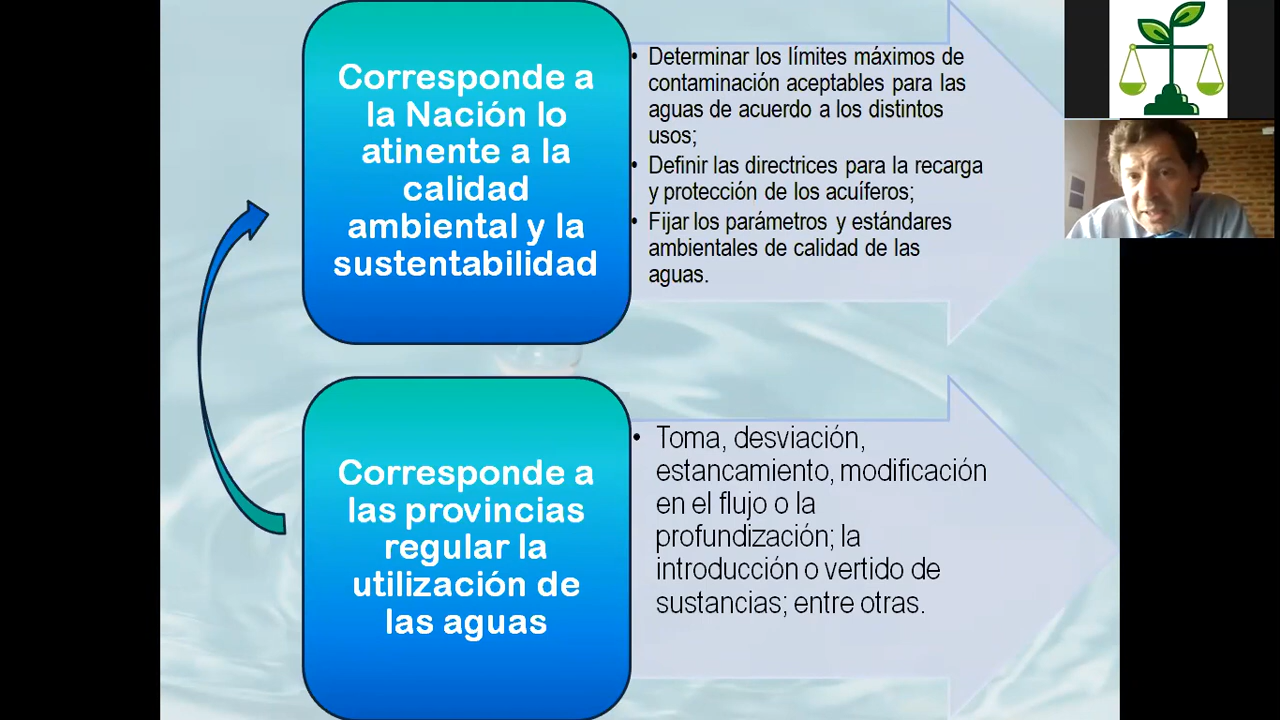 Corresponde a
la Nación lo
atinente a la
calidad
ambiental y la
sustentabilidad
• Determinar los límites máximos de
contaminación aceptables para las
aguas de acuerdo a los distintos
usos;
• Definir las directrices para la recarga
y protección de los acuíferos;
• Fijar los parámetros y estándares
ambientales de calidad de las
aguas.
Corresponde a
las provincias
regular la
utilización de
las aguas
• Toma, desviación,
estancamiento, modificación
en el flujo o la
profundización; la
introducción o vertido de
sustancias; entre otras.